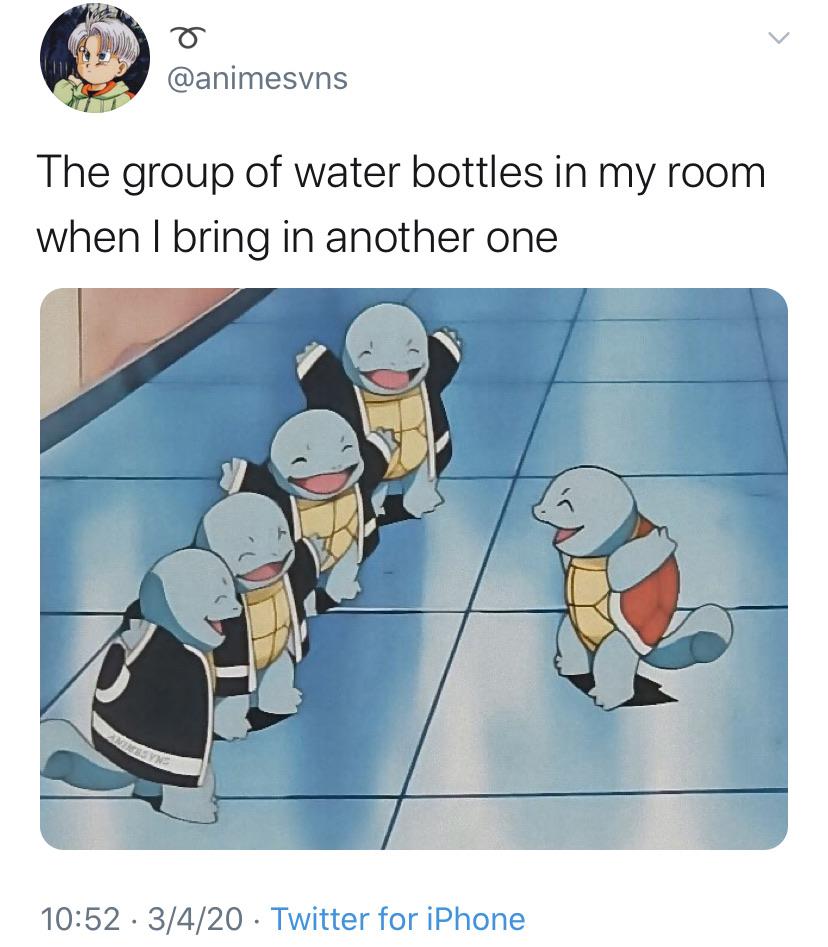 @animesvns
The group of water bottles in my room
when I bring in another one
ANIMESVNS
10:52 · 3/4/20 · Twitter for iPhone